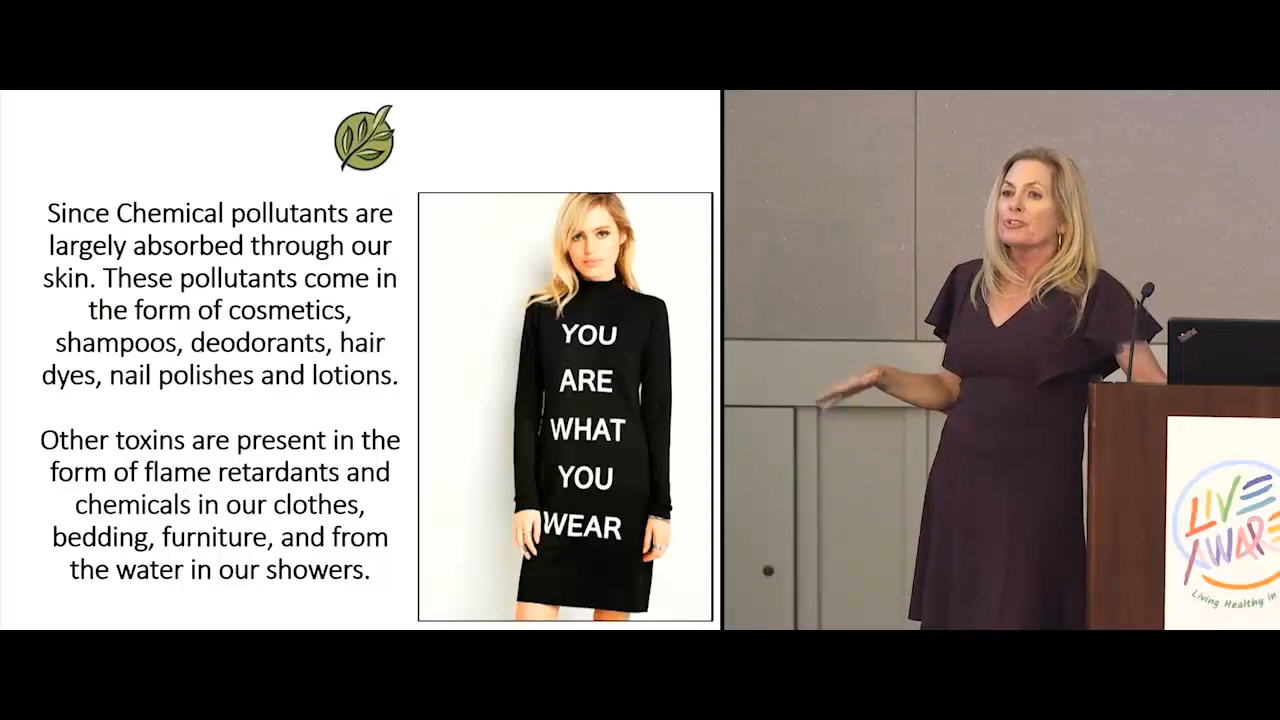 Since Chemical pollutants are
largely absorbed through our
skin. These pollutants come in
the form of cosmetics,
shampoos, deodorants, hair
dyes, nail polishes and lotions.
Other toxins are present in the
form of flame retardants and
chemicals in our clothes,
bedding, furniture, and from
the water in our showers.
YOU
ARE
WHAT
YOU
WEAR
ThinkPad
LIVE
AWARE
Living Healthy in